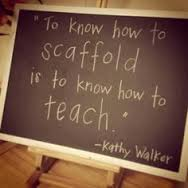 "To know how to
scaffold
is to know how to
teach."
-Kathy Walker